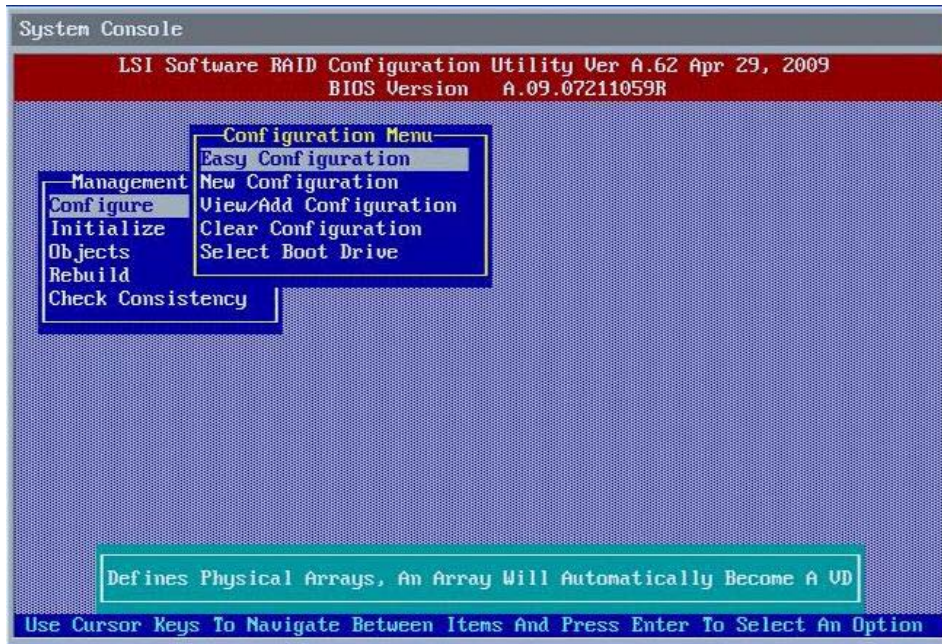 System Console
LSI Software RAID Configuration Utility Ver A.62 Apr 29, 2009
BIOS Version A.09.07211059R
Configuration Menu
Easy Configuration
New Configuration
View/Add Configuration
Clear Configuration
Select Boot Drive
Management
Configure
Initialize
Objects
Rebuild
Check Consistency
Defines Physical Arrays, An Array Will Automatically Become A VD
Use Cursor Keys To Navigate Between Items And Press Enter To Select An Option